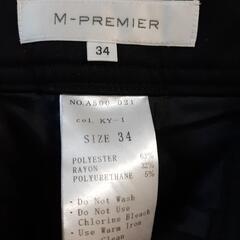 M-PREMIER
34
NO.A500-021
col. KY-1
SIZE 34
POLYESTER 63%
RAYON 32%
POLYURETHANE 5%
· Do Not Wash
· Do Not Use
Chlorine Bleach
· Use Warm Iron
Clean